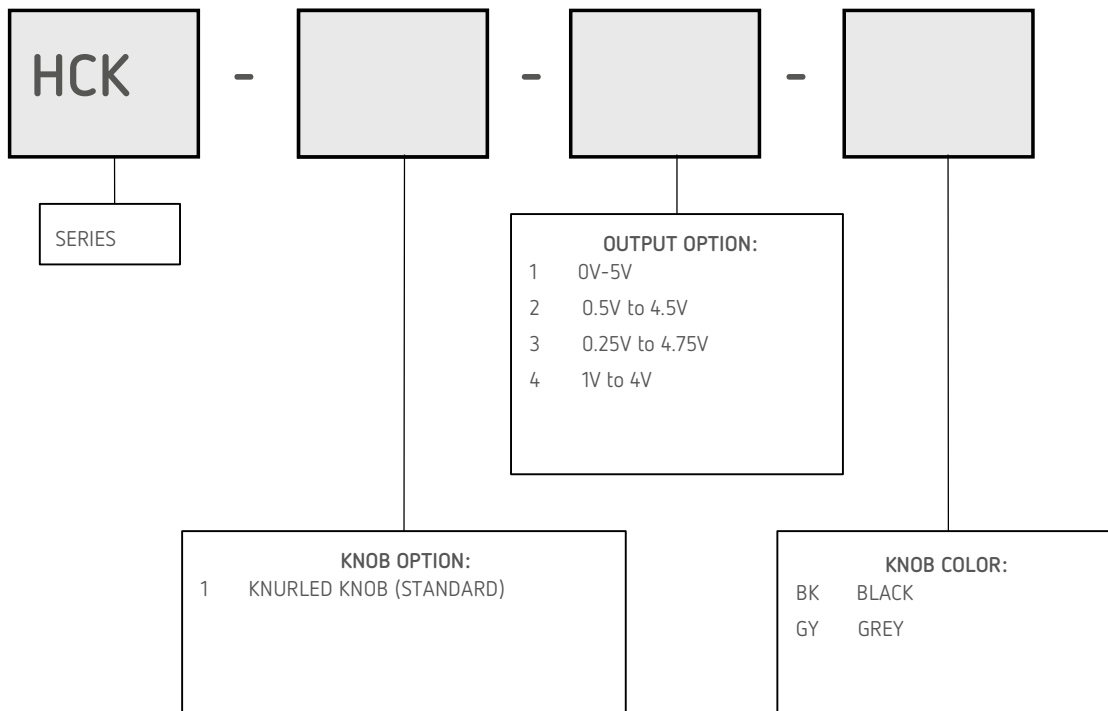 HCK - - -
SERIES
OUTPUT OPTION:
1 0V-5V
2 0.5V to 4.5V
3 0.25V to 4.75V
4 1V to 4V
KNOB OPTION:
1 KNURLED KNOB (STANDARD)
KNOB COLOR:
BK BLACK
GY GREY